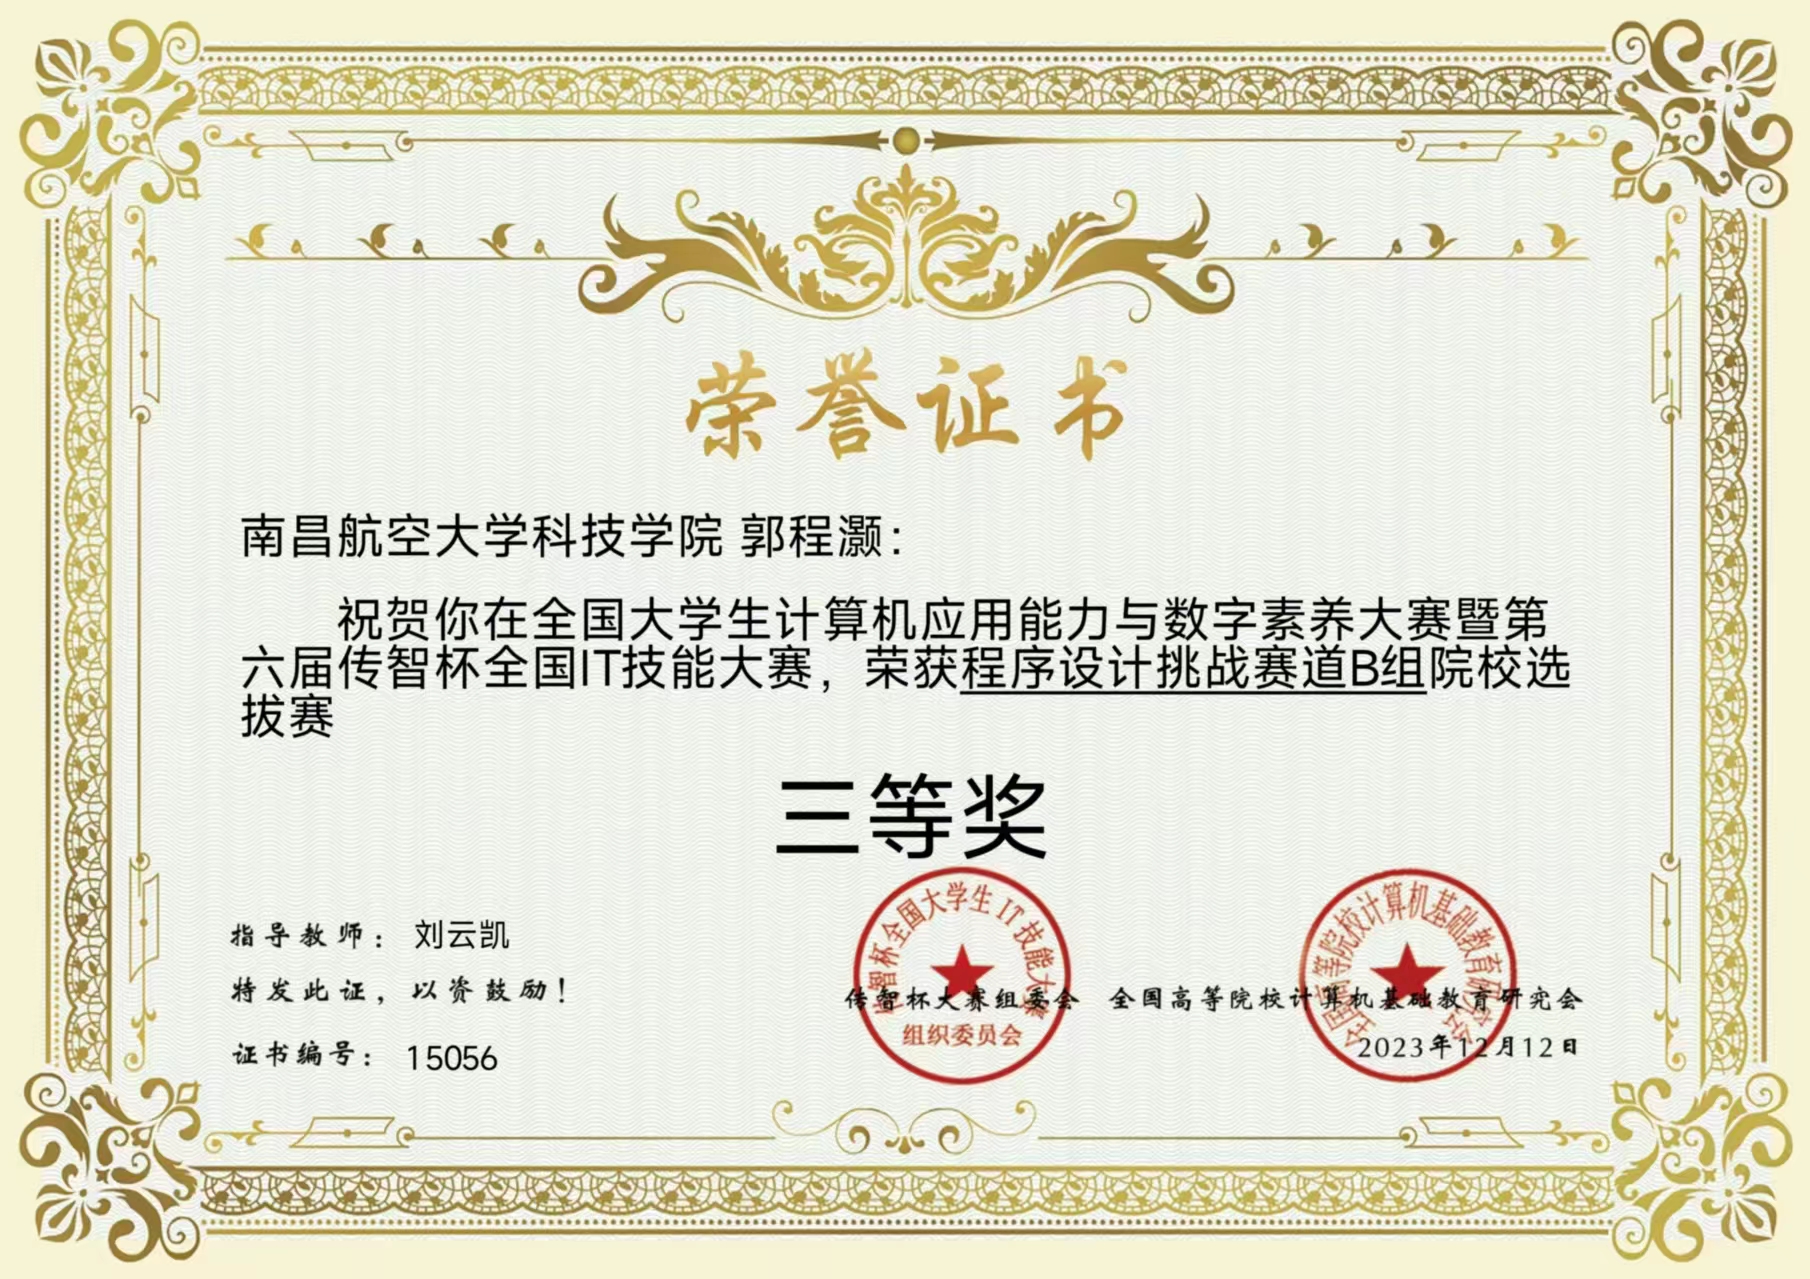 荣誉证书
南昌航空大学科技学院 郭程灏：
祝贺你在全国大学生计算机应用能力与数字素养大赛暨第
六届传智杯全国IT技能大赛，荣获程序设计挑战赛道B组院校选
拔赛
三等奖
指导教师： 刘云凯
特发此证，以资鼓励！
证书编号： 15056
传智杯全国大学生IT技能大赛
组织委员会
传智杯大赛组委会 全国高等院校计算机基础教育研究会
全国高等院校计算机基础教育研究会
2023年12月12日